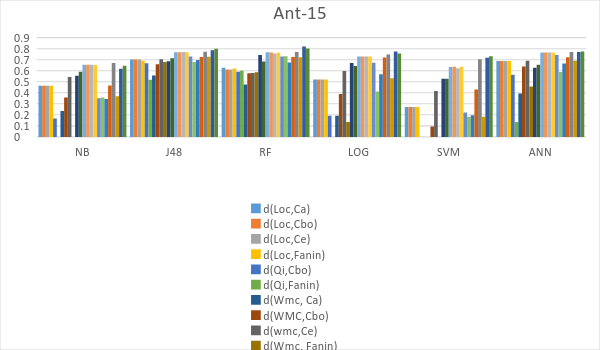 Ant-15
0.9
0.8
0.7
0.6
0.5
0.4
0.3
0.2
0.1
0
NB J48 RF LOG SVM ANN
d(Loc,Ca)
d(Loc,Cbo)
d(Loc,Ce)
d(Loc,Fanin)
d(Qi,Cbo)
d(Qi,Fanin)
d(Wmc, Ca)
d(WMC,Cbo)
d(wmc,Ce)
d(Wmc, Fanin)